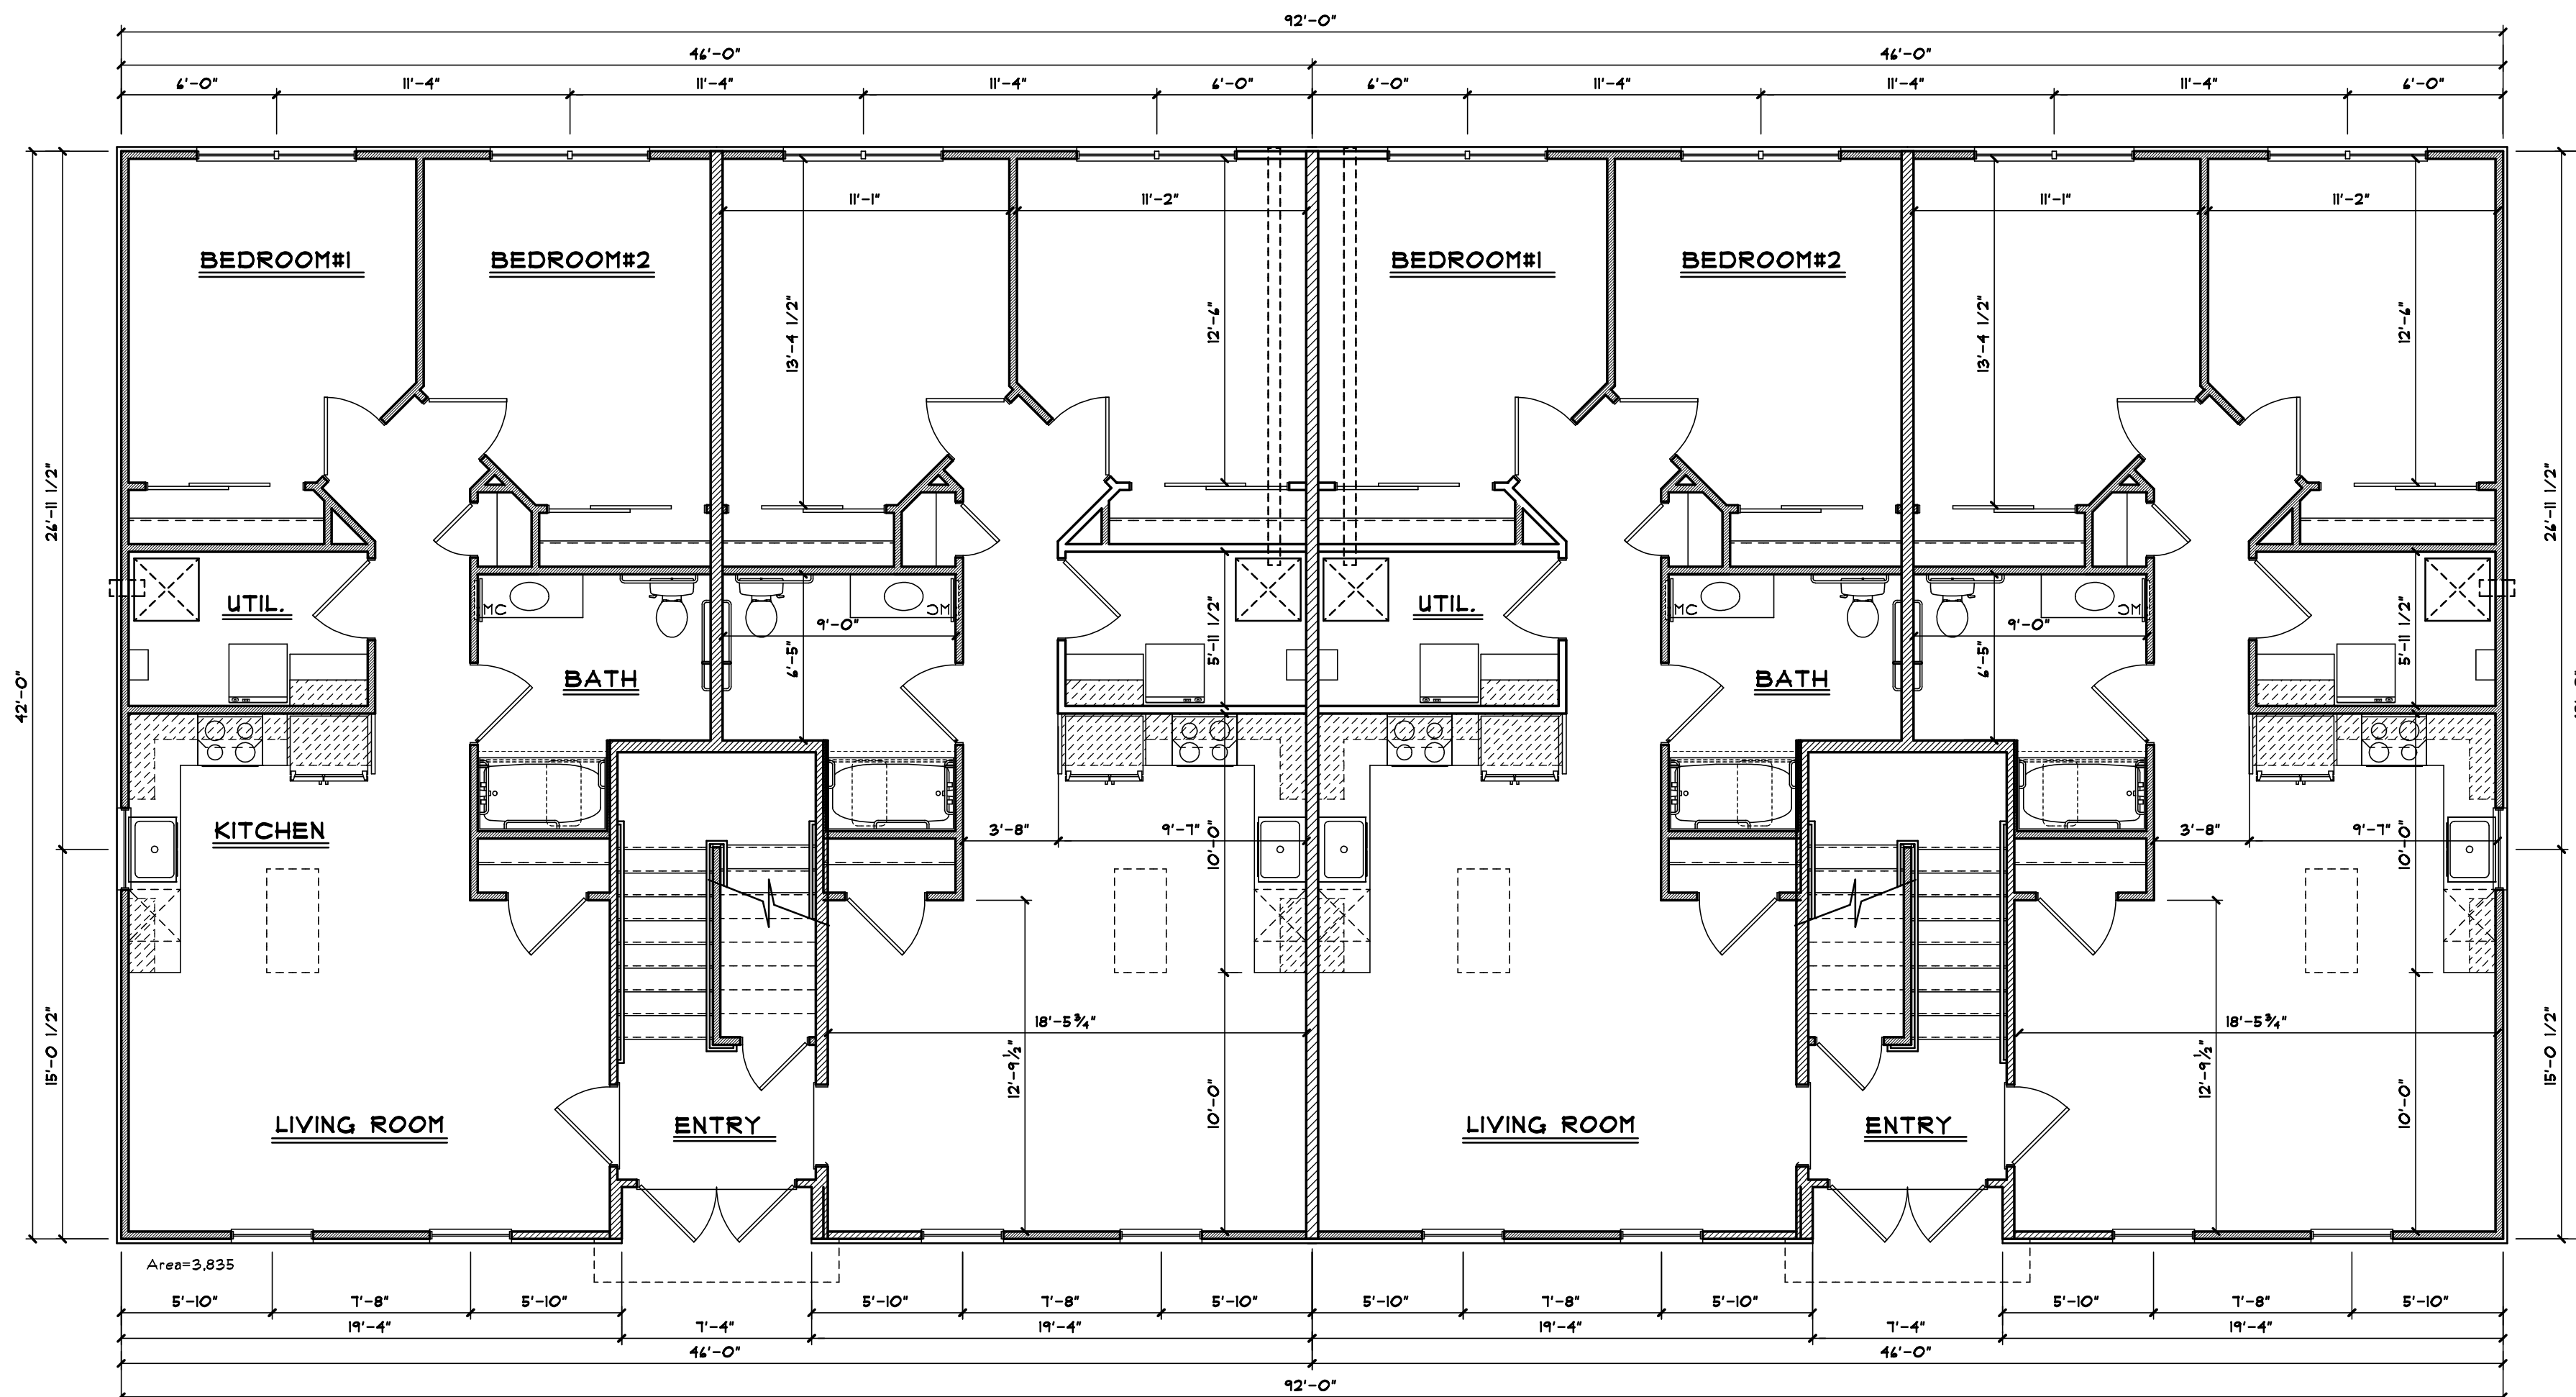 92'-0"
46'-0" 46'-0"
6'-0" 11'-4" 11'-4" 11'-4" 6'-0" 6'-0" 11'-4" 11'-4" 11'-4" 6'-0"
11'-1" 11'-2" 11'-1" 11'-2"
BEDROOM#1 BEDROOM#2 BEDROOM#1 BEDROOM#2
13'-4 1/2" 12'-6" 13'-4 1/2" 12'-6"
26'-11 1/2" 26'-11 1/2"
UTIL. MC MC UTIL. MC MC
9'-0" 9'-0"
5'-11 1/2" 5'-11 1/2"
6'-5" 6'-5"
BATH BATH
42'-0"
KITCHEN
3'-8" 9'-7" 3'-8" 9'-7"
10'-0" 10'-0"
18'-5 3/4" 18'-5 3/4"
15'-0 1/2" 15'-0 1/2"
12'-9 1/2" 12'-9 1/2"
10'-0" 10'-0"
LIVING ROOM ENTRY LIVING ROOM ENTRY
Area=3,835
5'-10" 7'-8" 5'-10" 5'-10" 7'-8" 5'-10" 5'-10" 7'-8" 5'-10" 5'-10" 7'-8" 5'-10"
19'-4" 7'-4" 19'-4" 19'-4" 7'-4" 19'-4"
46'-0" 46'-0"
92'-0"